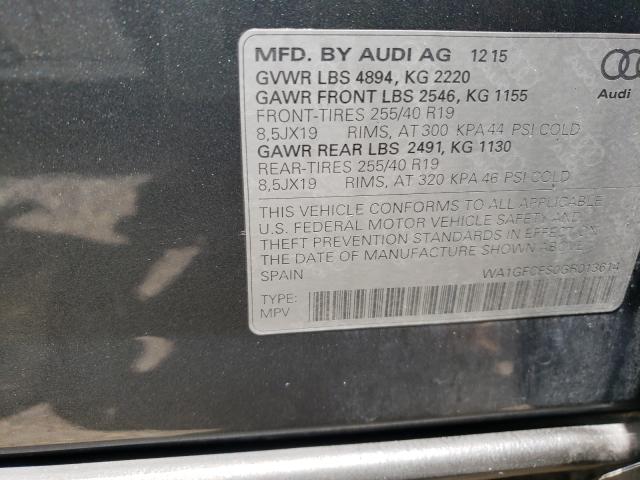 MFD. BY AUDI AG 12 15
GVWR LBS 4894, KG 2220
GAWR FRONT LBS 2546, KG 1155
FRONT-TIRES 255/40 R19
8,5JX19 RIMS, AT 300 KPA 44 PSI COLD
GAWR REAR LBS 2491, KG 1130
REAR-TIRES 255/40 R19
8,5JX19 RIMS, AT 320 KPA 46 PSI COLD
Audi
THIS VEHICLE CONFORMS TO ALL APPLICABLE
U.S. FEDERAL MOTOR VEHICLE SAFETY AND
THEFT PREVENTION STANDARDS IN EFFECT ON
THE DATE OF MANUFACTURE SHOWN ABOVE.
SPAIN WA1GFCFS0GR013614
TYPE:
MPV